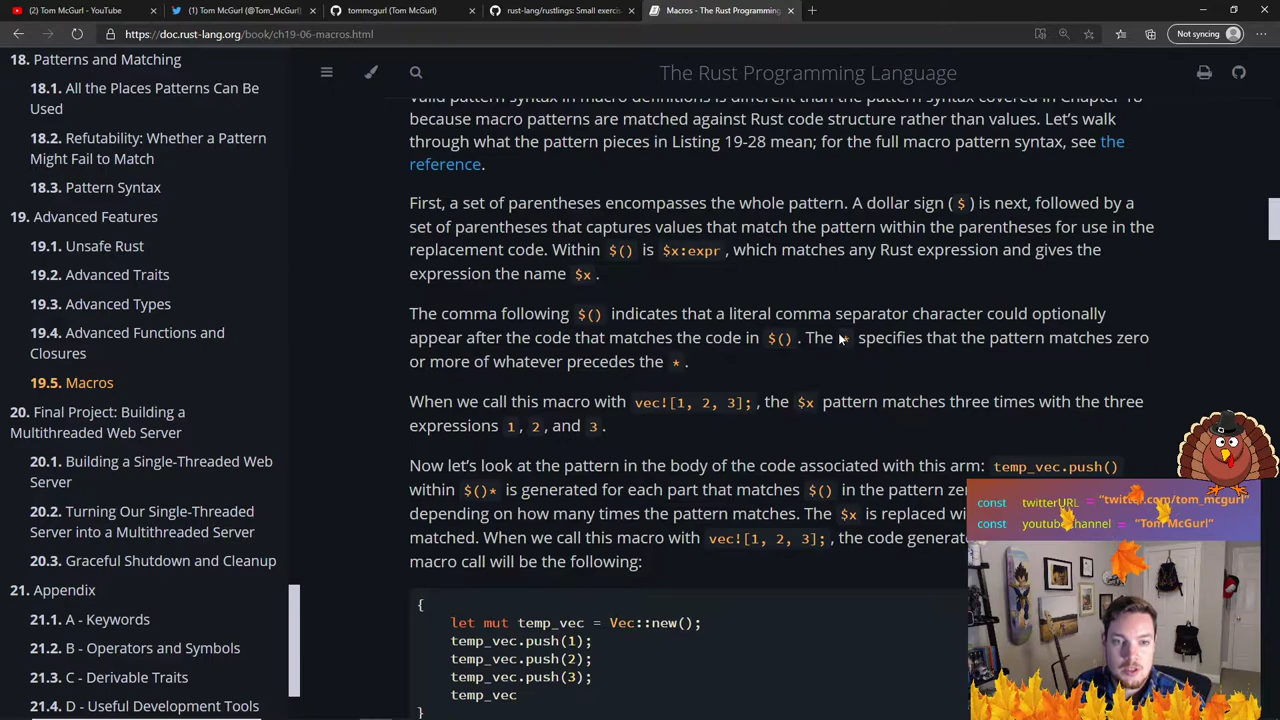 (2) Tom McGurl - YouTube
(1) Tom McGurl (@Tom_McGurl)
tommcgurl (Tom McGurl)
rust-lang/rustlings: Small exerci
Macros - The Rust Programming
https://doc.rust-lang.org/book/ch19-06-macros.html
Not syncing
18. Patterns and Matching
18.1. All the Places Patterns Can Be
Used
18.2. Refutability: Whether a Pattern
Might Fail to Match
18.3. Pattern Syntax
19. Advanced Features
19.1. Unsafe Rust
19.2. Advanced Traits
19.3. Advanced Types
19.4. Advanced Functions and
Closures
19.5. Macros
20. Final Project: Building a
Multithreaded Web Server
20.1. Building a Single-Threaded Web
Server
20.2. Turning Our Single-Threaded
Server into a Multithreaded Server
20.3. Graceful Shutdown and Cleanup
21. Appendix
21.1. A - Keywords
21.2. B - Operators and Symbols
21.3. C - Derivable Traits
21.4. D - Useful Development Tools
The Rust Programming Language
Valid pattern syntax in macro definitions is different than the pattern syntax covered in Chapter 18
because macro patterns are matched against Rust code structure rather than values. Let's walk
through what the pattern pieces in Listing 19-28 mean; for the full macro pattern syntax, see the
reference.
First, a set of parentheses encompasses the whole pattern. A dollar sign ( $ ) is next, followed by a
set of parentheses that captures values that match the pattern within the parentheses for use in the
replacement code. Within $() is $x:expr , which matches any Rust expression and gives the
expression the name $x .
The comma following $() indicates that a literal comma separator character could optionally
appear after the code that matches the code in $() . The * specifies that the pattern matches zero
or more of whatever precedes the * .
When we call this macro with vec![1, 2, 3]; , the $x pattern matches three times with the three
expressions 1 , 2 , and 3 .
Now let's look at the pattern in the body of the code associated with this arm: temp_vec.push()
within $()* is generated for each part that matches $() in the pattern
depending on how many times the pattern matches. The $x is replaced
matched. When we call this macro with vec![1, 2, 3]; , the code
macro call will be the following:
{
let mut temp_vec = Vec::new();
temp_vec.push(1);
temp_vec.push(2);
temp_vec.push(3);
temp_vec
}
const twitterURL = "twitter.com/tom_mcgurl"
const youtubeChannel = "Tom McGurl"